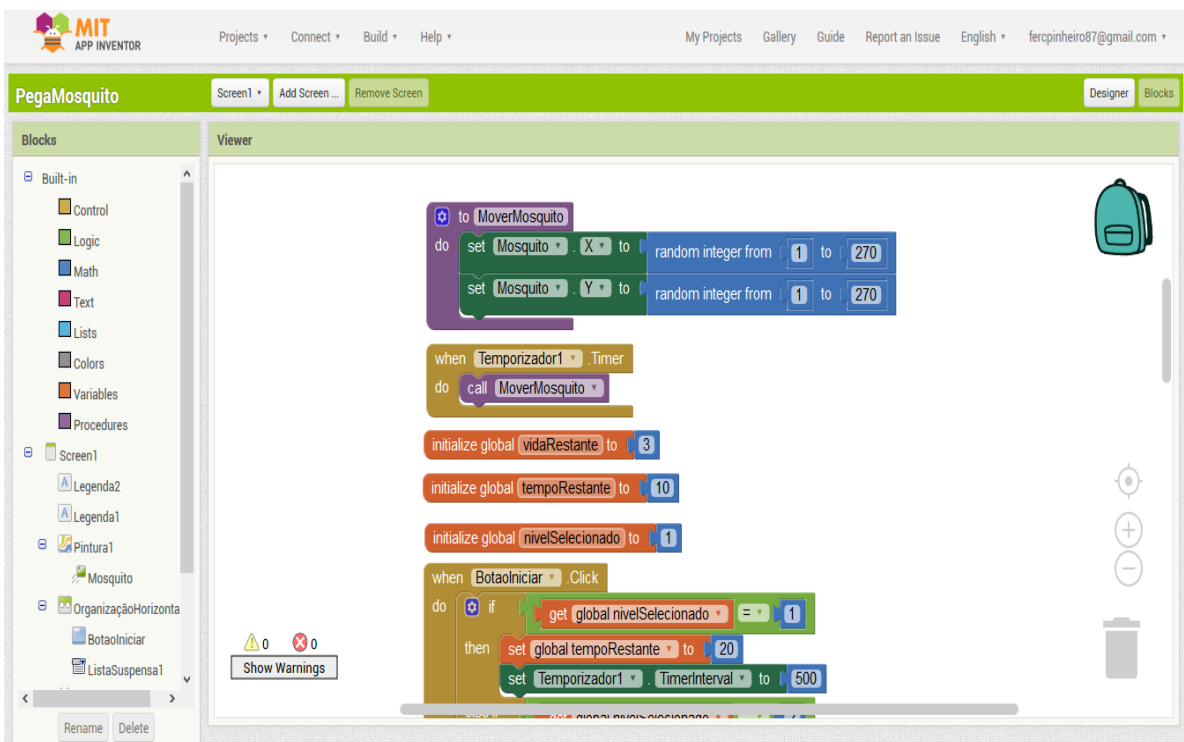 MIT
APP INVENTOR
Projects Connect Build Help My Projects Gallery Guide Report an Issue English fercpinheiro87@gmail.com
PegaMosquito Screen1 Add Screen ... Remove Screen Designer Blocks
Blocks
Viewer
Built-in
Control
Logic
Math
Text
Lists
Colors
Variables
Procedures
Screen1
Legenda2
Legenda1
Pintura1
Mosquito
OrganizaçãoHorizonta
BotaoIniciar
ListaSuspensa1
Rename Delete
to MoverMosquito
do set Mosquito . X to random integer from 1 to 270
set Mosquito . Y to random integer from 1 to 270
when Temporizador1 .Timer
do call MoverMosquito
initialize global vidaRestante to 3
initialize global tempoRestante to 10
initialize global nivelSelecionado to 1
when BotaoIniciar .Click
do if get global nivelSelecionado = 1
then set global tempoRestante to 20
set Temporizador1 . TimerInterval to 500
else if get global nivelSelecionado
0 0
Show Warnings